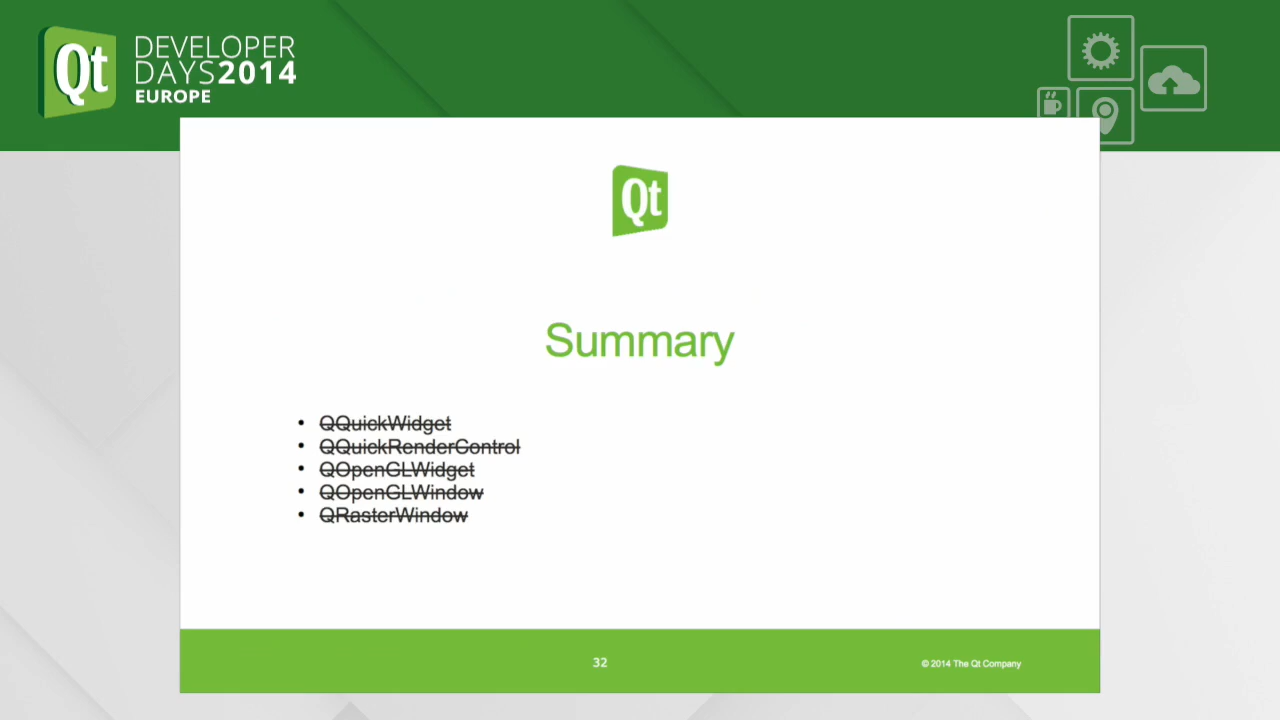 Qt
DEVELOPER
DAYS2014
EUROPE
Qt
Summary
• QQuickWidget
• QQuickRenderControl
• QOpenGLWidget
• QOpenGLWindow
• QRasterWindow
32
© 2014 The Qt Company